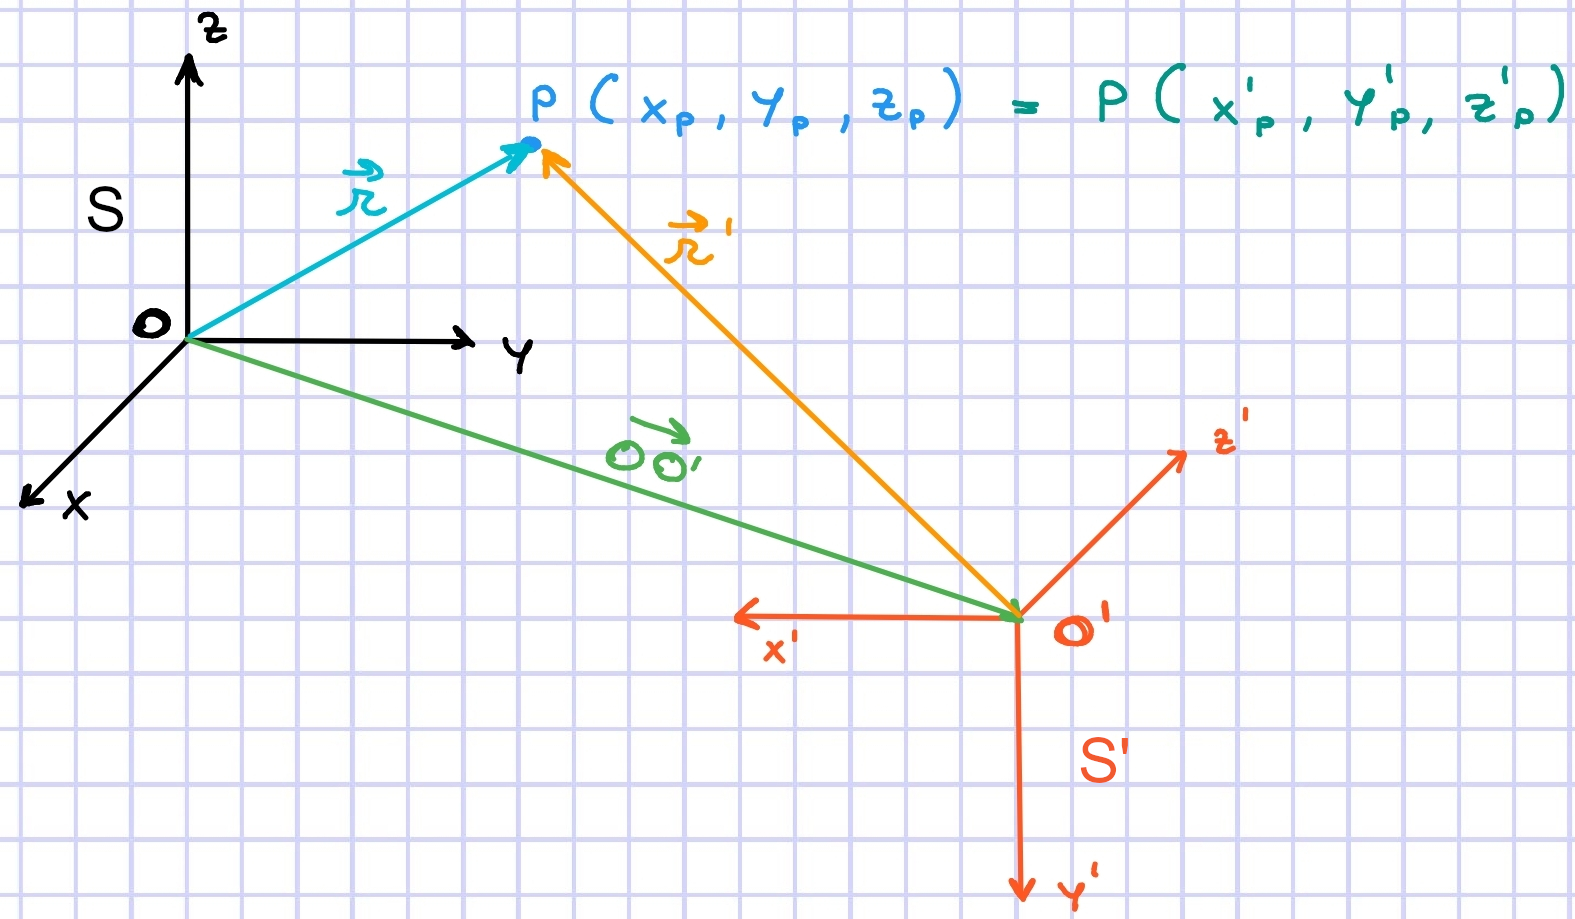 z
P (xₚ, yₚ, zₚ) = P (x'ₚ, y'ₚ, z'ₚ)
S
r⃗
r⃗'
O
y
OO'⃗
z'
x
O'
x'
S'
y'